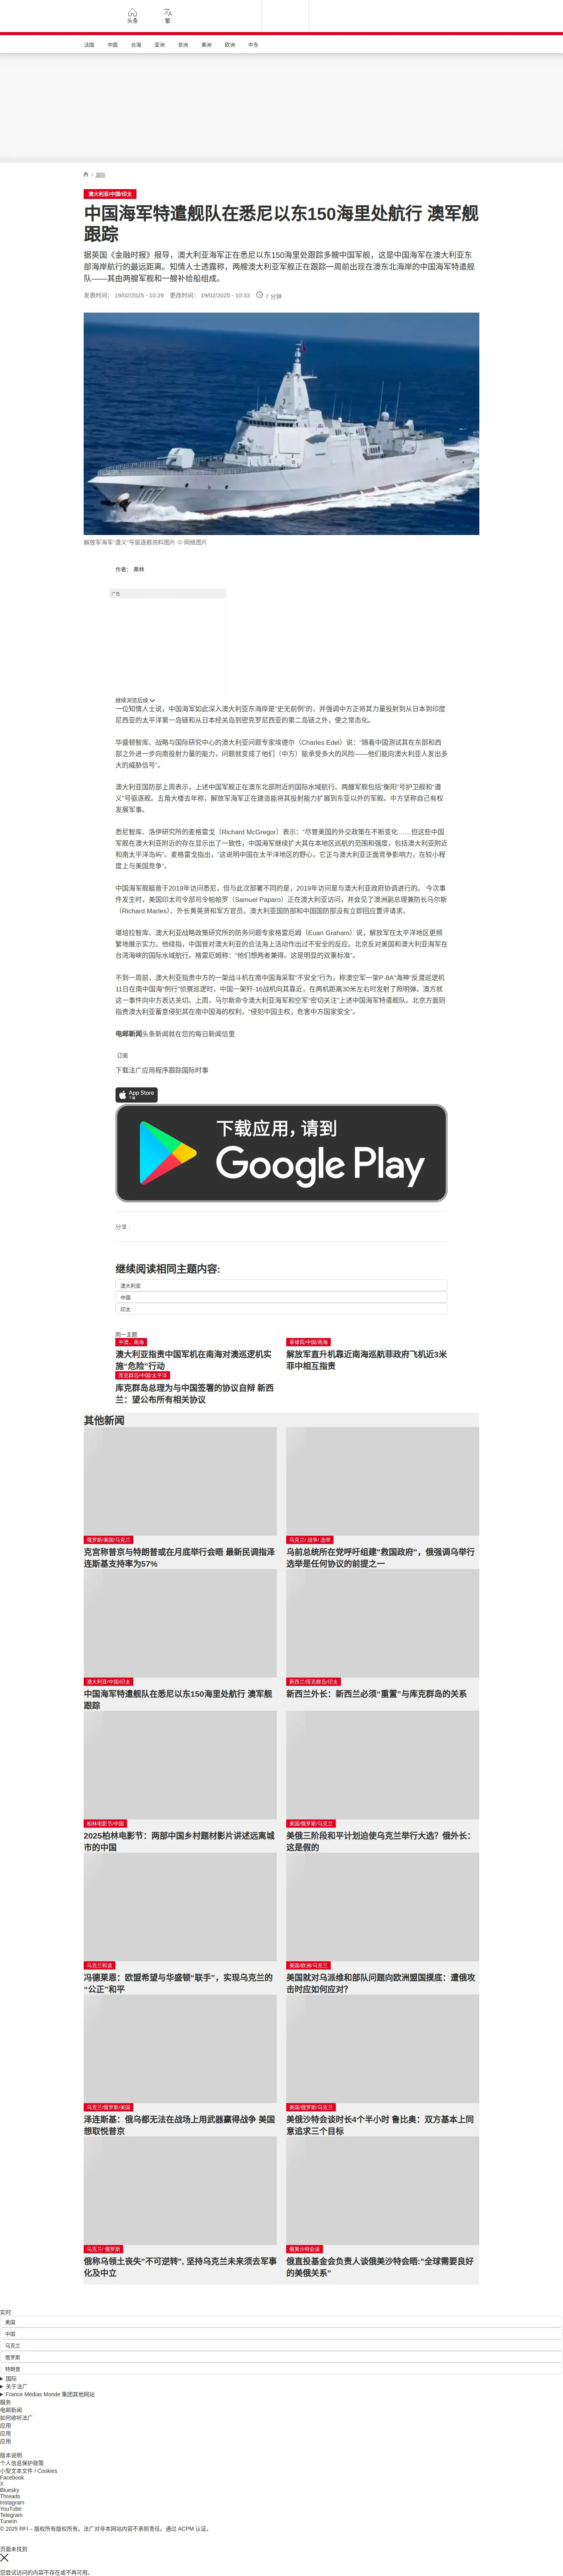 头条
繁
法国 中国 台海 亚洲 非洲 美洲 欧洲 中东
/ 国际
澳大利亚/中国/印太
中国海军特遣舰队在悉尼以东150海里处航行 澳军舰
跟踪
据英国《金融时报》报导，澳大利亚海军正在悉尼以东150海里处跟踪多艘中国军舰，这是中国海军在澳大利亚东
部海岸航行的最远距离。知情人士透露称，两艘澳大利亚军舰正在跟踪一周前出现在澳东北海岸的中国海军特遣舰
队——其由两艘军舰和一艘补给船组成。
发表时间： 19/02/2025 - 10:29 更改时间： 19/02/2025 - 10:33 7 分钟
107
解放军海军“遵义”号驱逐舰资料图片 © 网络图片
作者： 弗林
广告
继续浏览后续
一位知情人士说，中国海军如此深入澳大利亚东海岸是“史无前例”的，并强调中方正将其力量投射到从日本到印度
尼西亚的太平洋第一岛链和从日本经关岛到密克罗尼西亚的第二岛链之外，使之常态化。
华盛顿智库、战略与国际研究中心的澳大利亚问题专家埃德尔（Charles Edel）说：“随着中国测试其在东部和西
部之外进一步向南投射力量的能力，问题就变成了他们（中方）能承受多大的风险——他们能向澳大利亚人发出多
大的威胁信号”。
澳大利亚国防部上周表示，上述中国军舰正在澳东北部附近的国际水域航行。两艘军舰包括“衡阳”号护卫舰和“遵
义”号驱逐舰。五角大楼去年称，解放军海军正在建造能将其投射能力扩展到东亚以外的军舰。中方坚称自己有权
发展军事。
悉尼智库、洛伊研究所的麦格雷戈（Richard McGregor）表示：“尽管美国的外交政策在不断变化……但这些中国
军舰在澳大利亚附近的存在显示出了一致性，中国海军继续扩大其在本地区巡航的范围和强度，包括澳大利亚附近
和南太平洋岛屿”。麦格雷戈指出，“这说明中国在太平洋地区的野心，它正与澳大利亚正面竞争影响力，在较小程
度上与美国竞争”。
中国海军舰艇曾于2019年访问悉尼，但与此次部署不同的是，2019年访问是与澳大利亚政府协调进行的。 今次事
件发生时，美国印太司令部司令帕帕罗（Samuel Paparo）正在澳大利亚访问，并会见了澳洲副总理兼防长马尔斯
（Richard Marles）、外长黄英贤和军方官员。澳大利亚国防部和中国国防部没有立即回应置评请求。
堪培拉智库、澳大利亚战略政策研究所的防务问题专家格雷厄姆（Euan Graham）说，解放军在太平洋地区更频
繁地展示实力。他续指，中国曾对澳大利亚的合法海上活动作出过不安全的反应。北京反对美国和澳大利亚海军在
台湾海峡的国际水域航行。格雷厄姆称：“他们想两者兼得。这是明显的双重标准”。
不到一周前，澳大利亚指责中方的一架战斗机在南中国海采取“不安全”行为，称澳空军一架P-8A“海神”反潜巡逻机
11日在南中国海“例行”侦察巡逻时，中国一架歼-16战机向其靠近，在两机距离30米左右时发射了照明弹。澳方就
这一事件向中方表达关切。上周，马尔斯命令澳大利亚海军和空军“密切关注”上述中国海军特遣舰队。北京方面则
指责澳大利亚蓄意侵犯其在南中国海的权利，“侵犯中国主权，危害中方国家安全”。
电邮新闻头条新闻就在您的每日新闻信里
订阅
下载法广应用程序跟踪国际时事
App Store
下载
下载应用，请到
Google Play
分享 :
继续阅读相同主题内容:
澳大利亚
中国
印太
同一主题
中澳、南海
澳大利亚指责中国军机在南海对澳巡逻机实
施“危险”行动
菲律宾/中国/南海
解放军直升机靠近南海巡航菲政府飞机近3米
菲中相互指责
库克群岛/中国/太平洋
库克群岛总理为与中国签署的协议自辩 新西
兰：望公布所有相关协议
其他新闻
俄罗斯/美国/乌克兰
克宫称普京与特朗普或在月底举行会晤 最新民调指泽
连斯基支持率为57%
乌克兰/ 战争/ 选举
乌前总统所在党呼吁组建"救国政府"，俄强调乌举行
选举是任何协议的前提之一
澳大利亚/中国/印太
中国海军特遣舰队在悉尼以东150海里处航行 澳军舰
跟踪
新西兰/库克群岛/印太
新西兰外长：新西兰必须“重置”与库克群岛的关系
柏林电影节/中国
2025柏林电影节：两部中国乡村题材影片讲述远离城
市的中国
美国/俄罗斯/乌克兰
美俄三阶段和平计划迫使乌克兰举行大选？俄外长：
这是假的
乌克兰和谈
冯德莱恩：欧盟希望与华盛顿“联手”，实现乌克兰的
“公正”和平
美国/欧洲/乌克兰
美国就对乌派维和部队问题向欧洲盟国摸底：遭俄攻
击时应如何应对？
乌克兰/俄罗斯/美国
泽连斯基：俄乌都无法在战场上用武器赢得战争 美国
想取悦普京
美国/俄罗斯/乌克兰
美俄沙特会谈时长4个半小时 鲁比奥：双方基本上同
意追求三个目标
乌克兰/ 俄罗斯
俄称乌领土丧失"不可逆转", 坚持乌克兰未来须去军事
化及中立
俄美沙特会谈
俄直投基金会负责人谈俄美沙特会晤:"全球需要良好
的美俄关系"
实时
美国
中国
乌克兰
俄罗斯
特朗普
国际
关于法广
France Médias Monde 集团其他网站
服务
电邮新闻
如何收听法广
应用
应用
应用
版本说明
个人信息保护政策
小型文本文件 / Cookies
Facebook
X
Bluesky
Threads
Instagram
YouTube
Telegram
TuneIn
© 2025 RFI – 版权所有版权所有。法广对非本网站内容不承担责任。通过 ACPM 认证。
页面未找到
您尝试访问的内容不存在或不再可用。